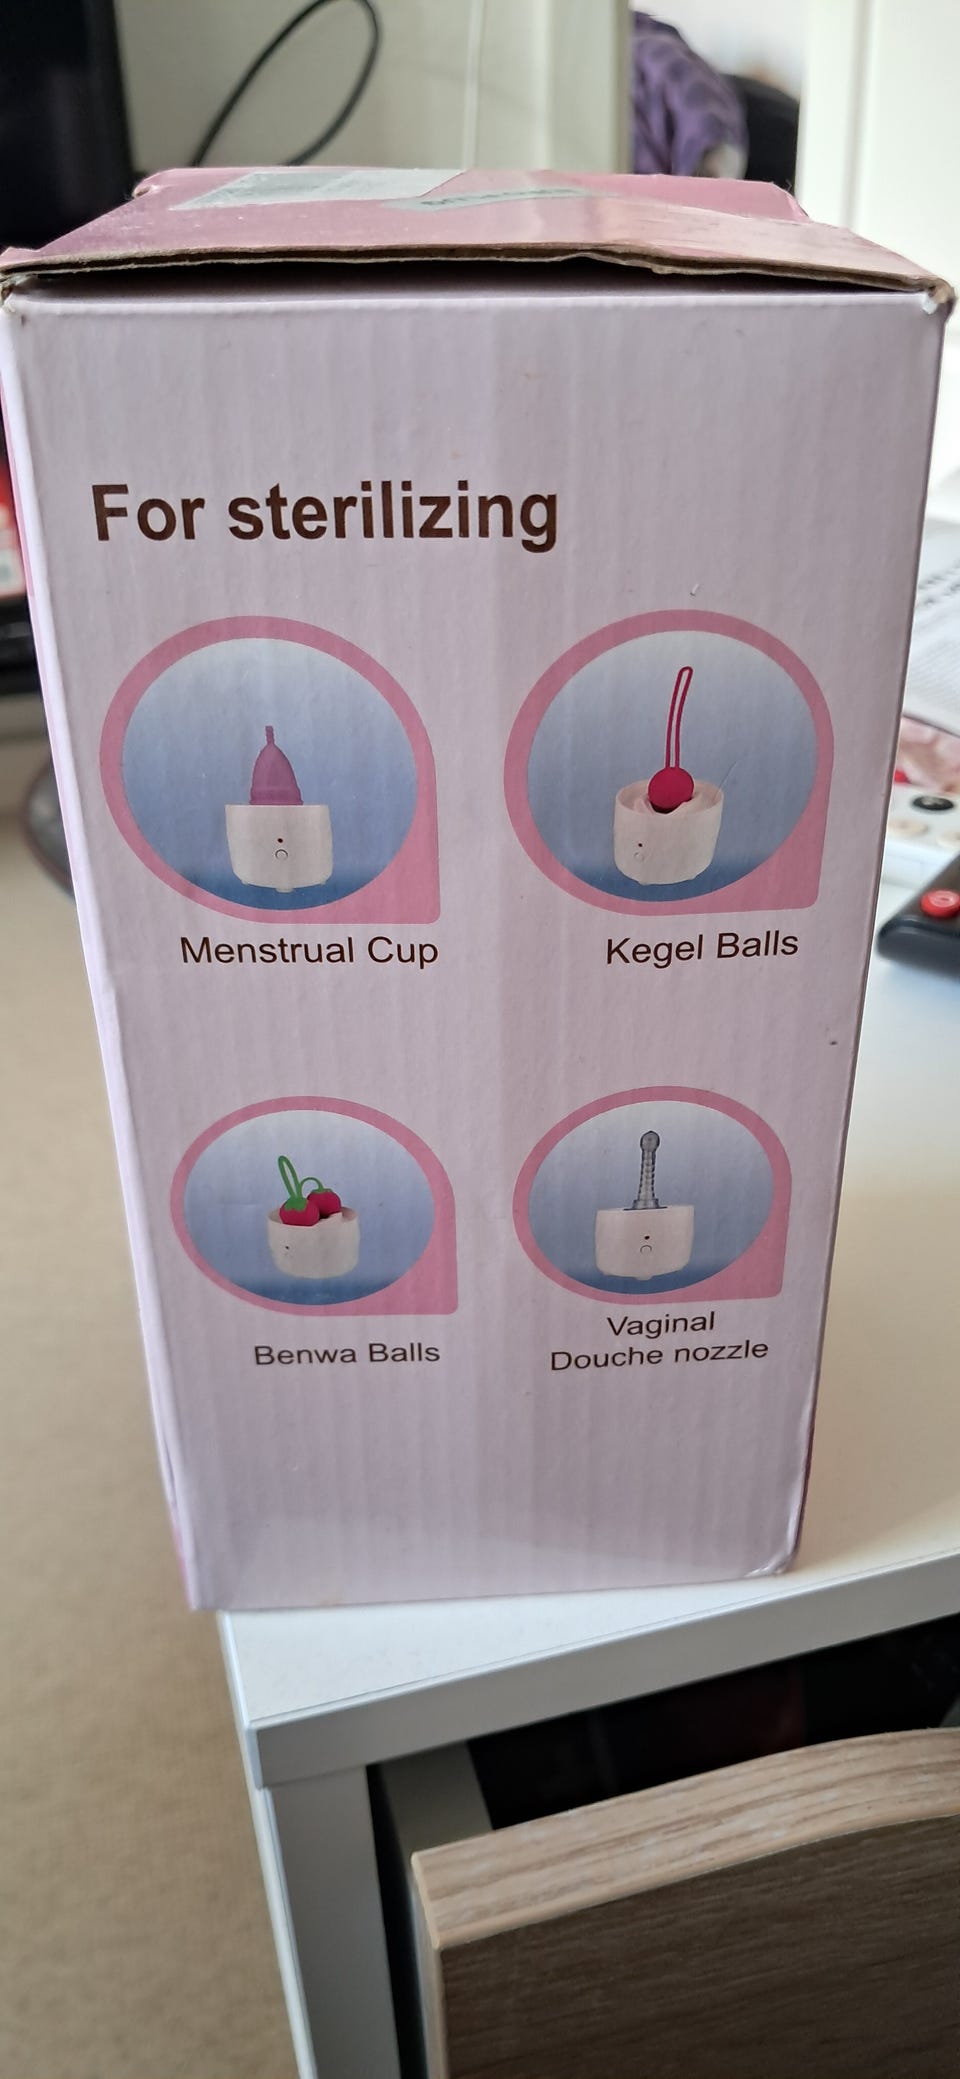 For sterilizing
Menstrual Cup
Kegel Balls
Benwa Balls
Vaginal
Douche nozzle